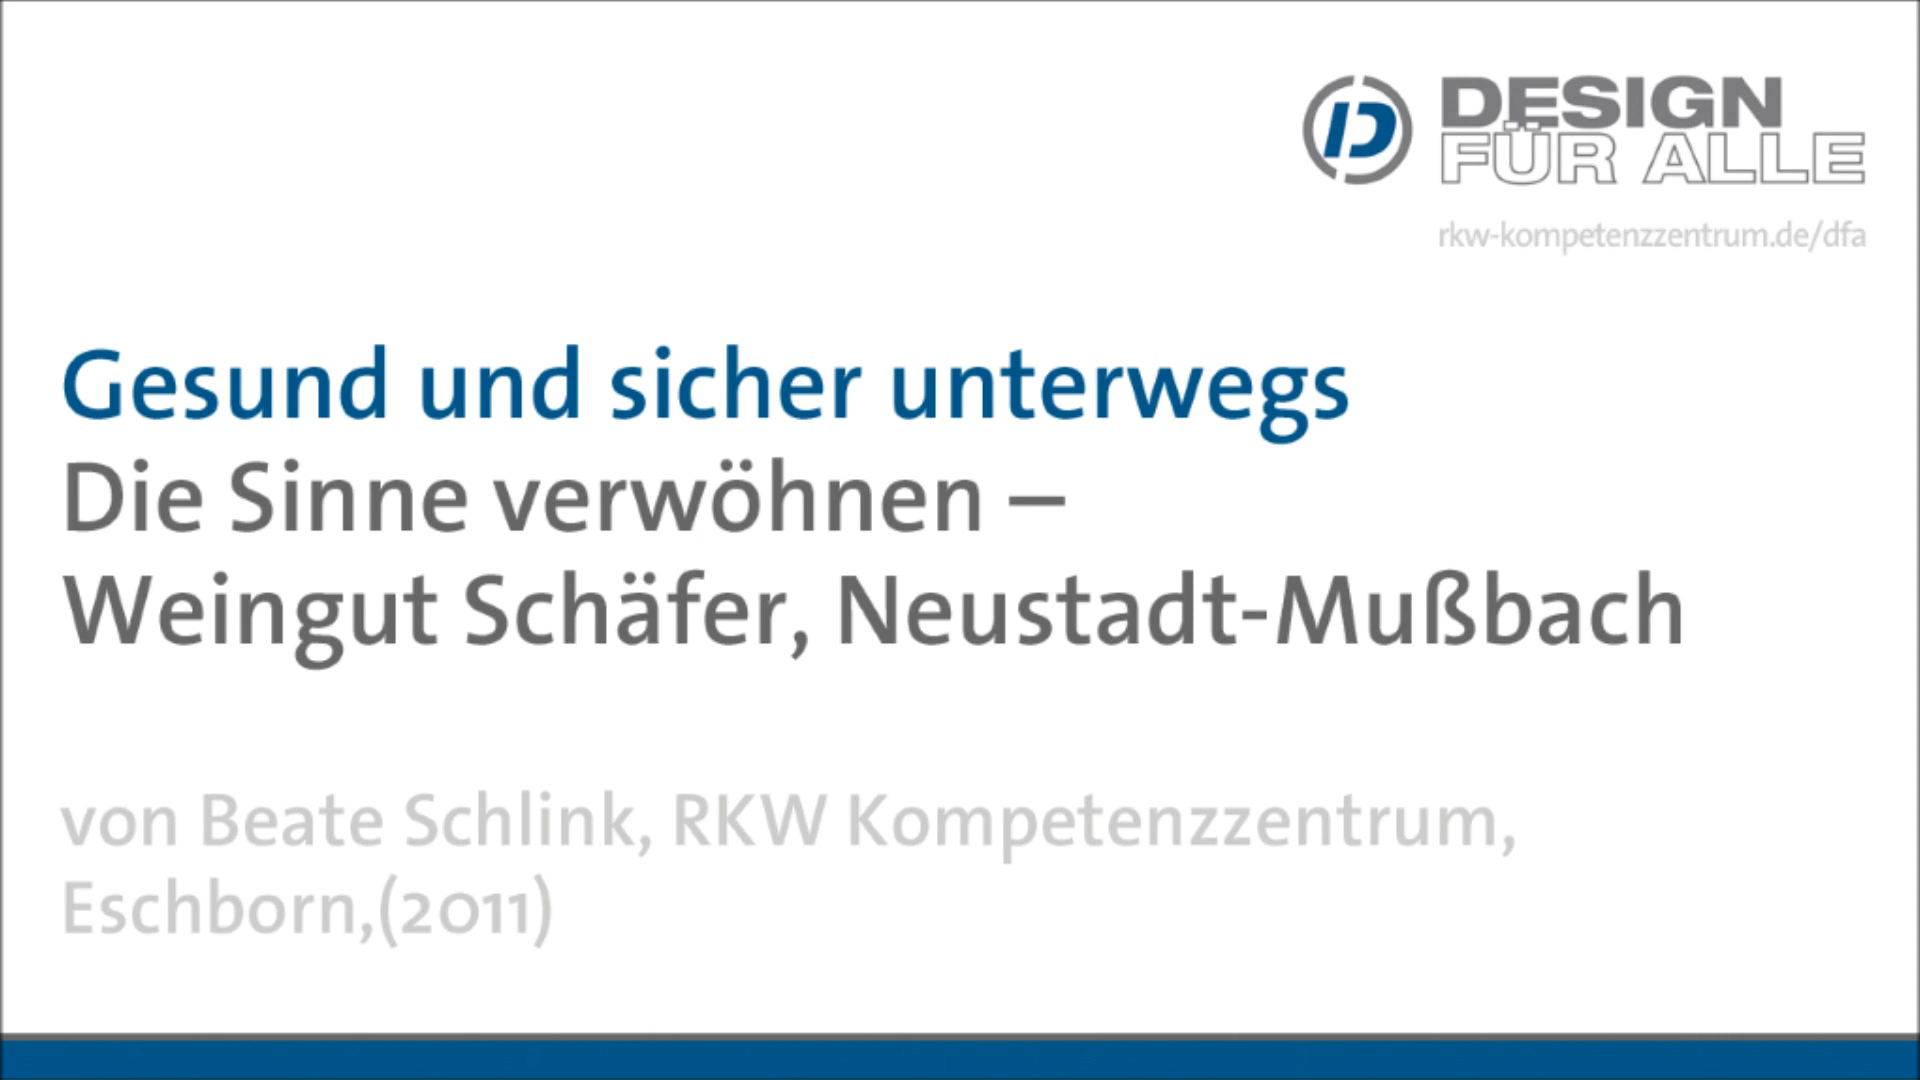 DESIGN
FÜR ALLE
rkw-kompetenzzentrum.de/dfa
Gesund und sicher unterwegs
Die Sinne verwöhnen –
Weingut Schäfer, Neustadt-Mußbach
von Beate Schlink, RKW Kompetenzzentrum,
Eschborn,(2011)